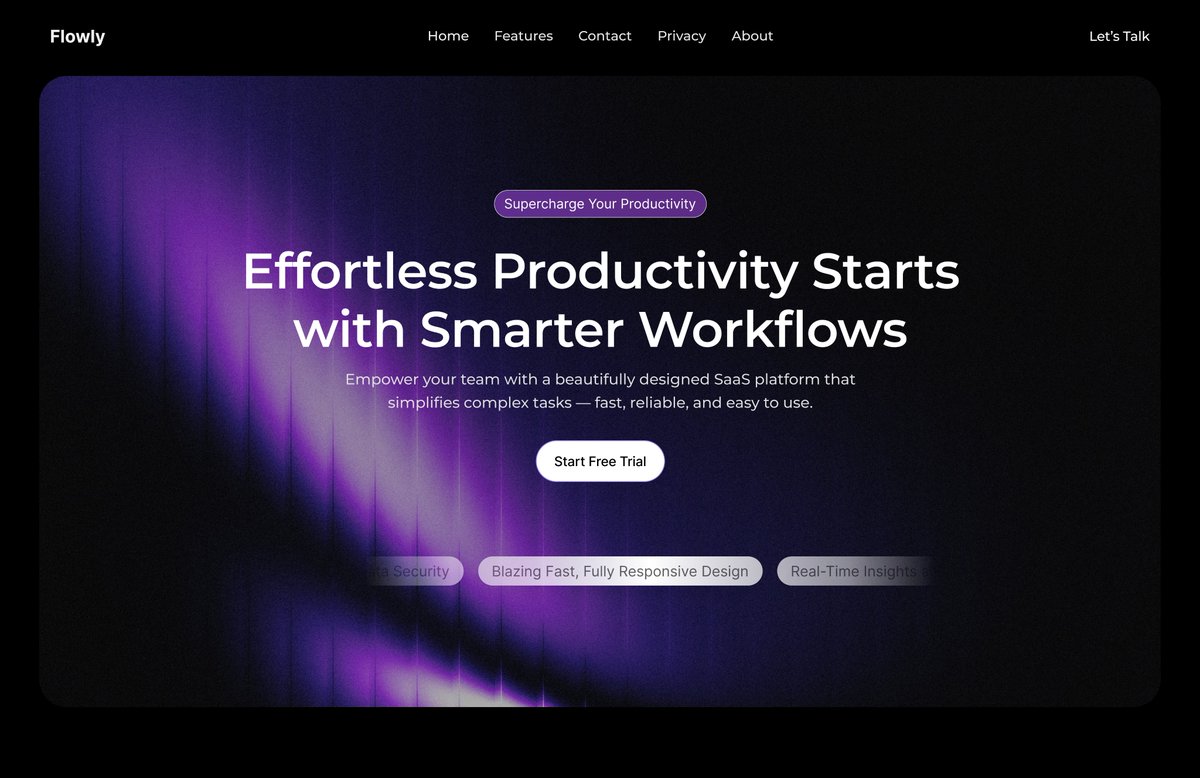 Flowly
Home Features Contact Privacy About
Let’s Talk
Supercharge Your Productivity
Effortless Productivity Starts
with Smarter Workflows
Empower your team with a beautifully designed SaaS platform that
simplifies complex tasks — fast, reliable, and easy to use.
Start Free Trial
Security
Blazing Fast, Fully Responsive Design
Real-Time Insights